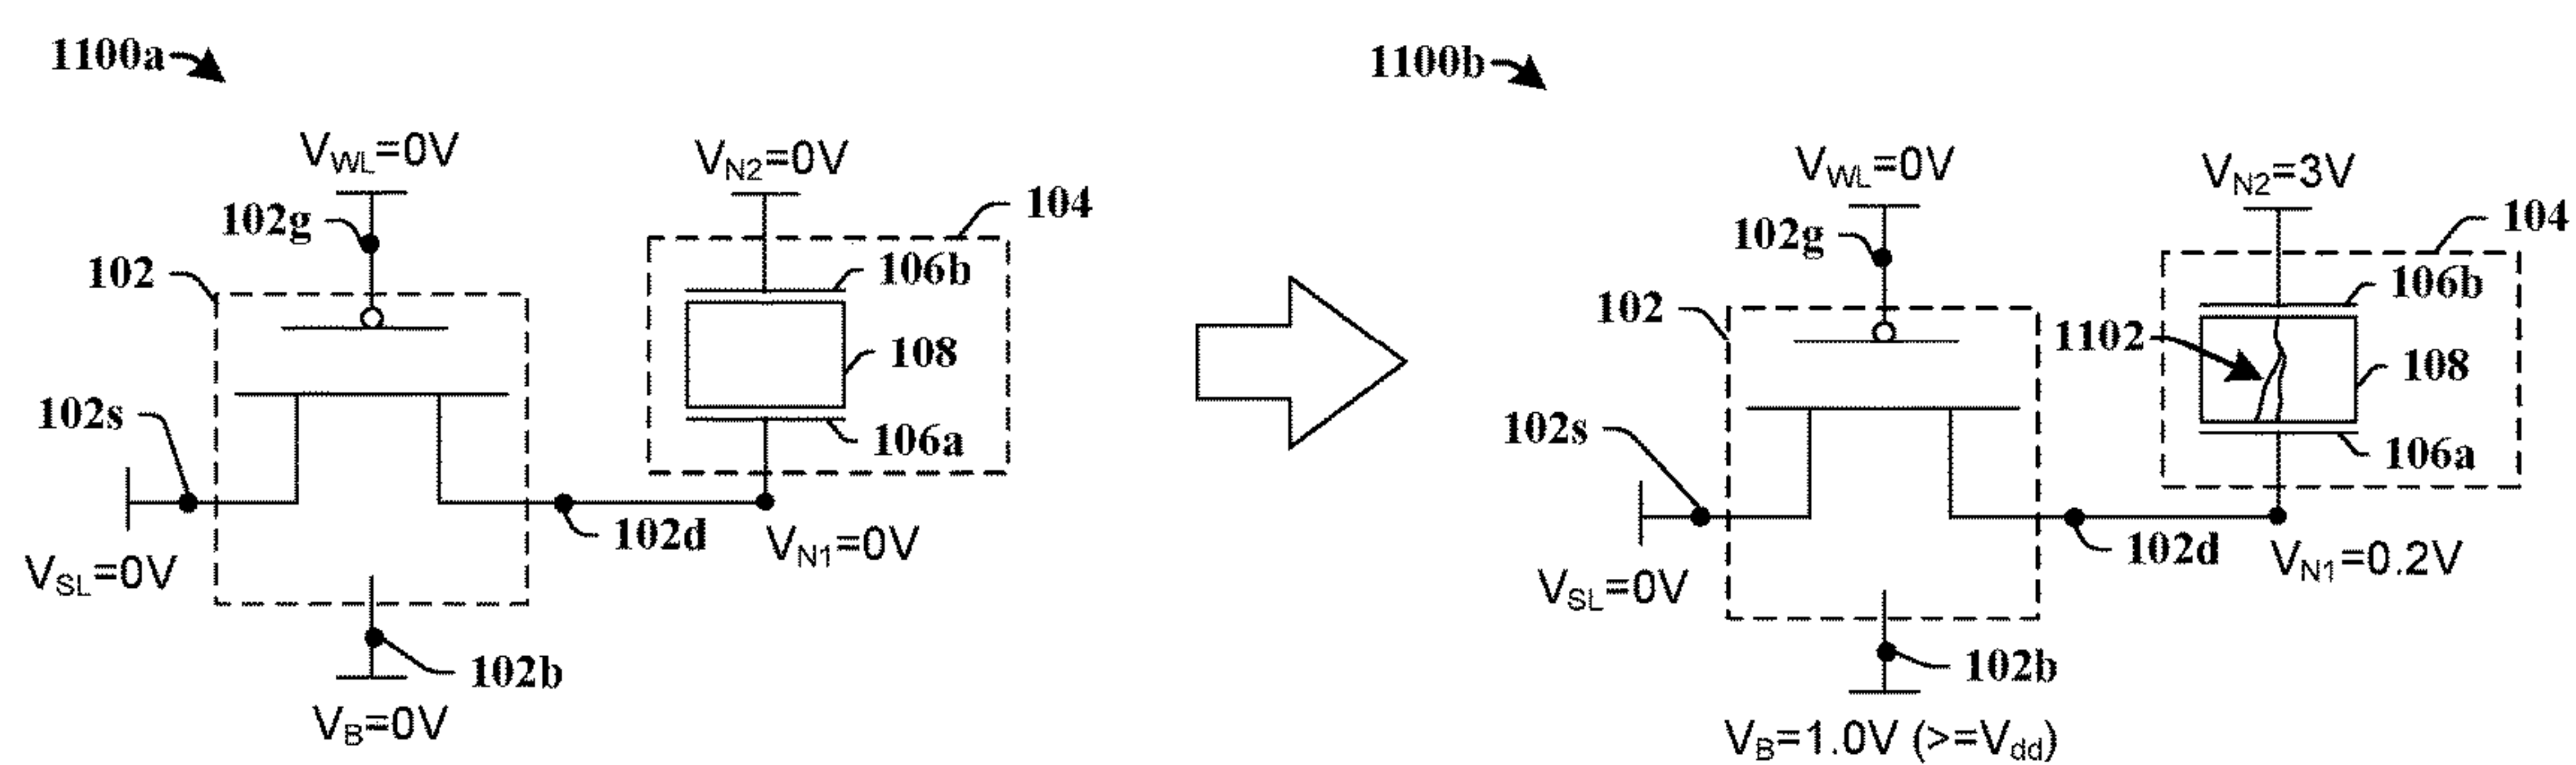 1100a
V_WL=0V
102g
102
102s
V_SL=0V
102b
V_B=0V
102d
V_N2=0V
104
106b
108
106a
V_N1=0V
1100b
V_WL=0V
102g
102
102s
V_SL=0V
102b
V_B=1.0V (>=V_dd)
102d
V_N2=3V
104
106b
1102
108
106a
V_N1=0.2V